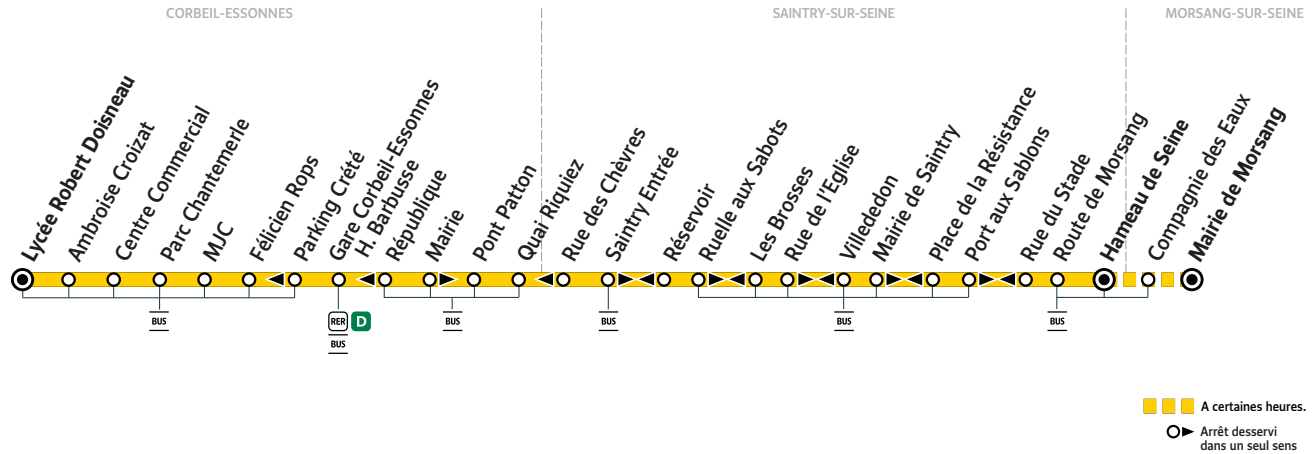 CORBEIL-ESSONNES
SAINTRY-SUR-SEINE
MORSANG-SUR-SEINE
Lycée Robert Doisneau
Ambroise Croizat
Centre Commercial
Parc Chantemerle
MJC
Félicien Rops
Parking Crété
Gare Corbeil-Essonnes
H. Barbusse
République
Mairie
Pont Patton
Quai Riquiez
Rue des Chèvres
Saintry Entrée
Réservoir
Ruelle aux Sabots
Les Brosses
Rue de l'Eglise
Villededon
Mairie de Saintry
Place de la Résistance
Port aux Sablons
Rue du Stade
Route de Morsang
Hameau de Seine
Compagnie des Eaux
Mairie de Morsang
BUS
RER D
BUS
BUS
BUS
BUS
BUS
A certaines heures.
Arrêt desservi
dans un seul sens